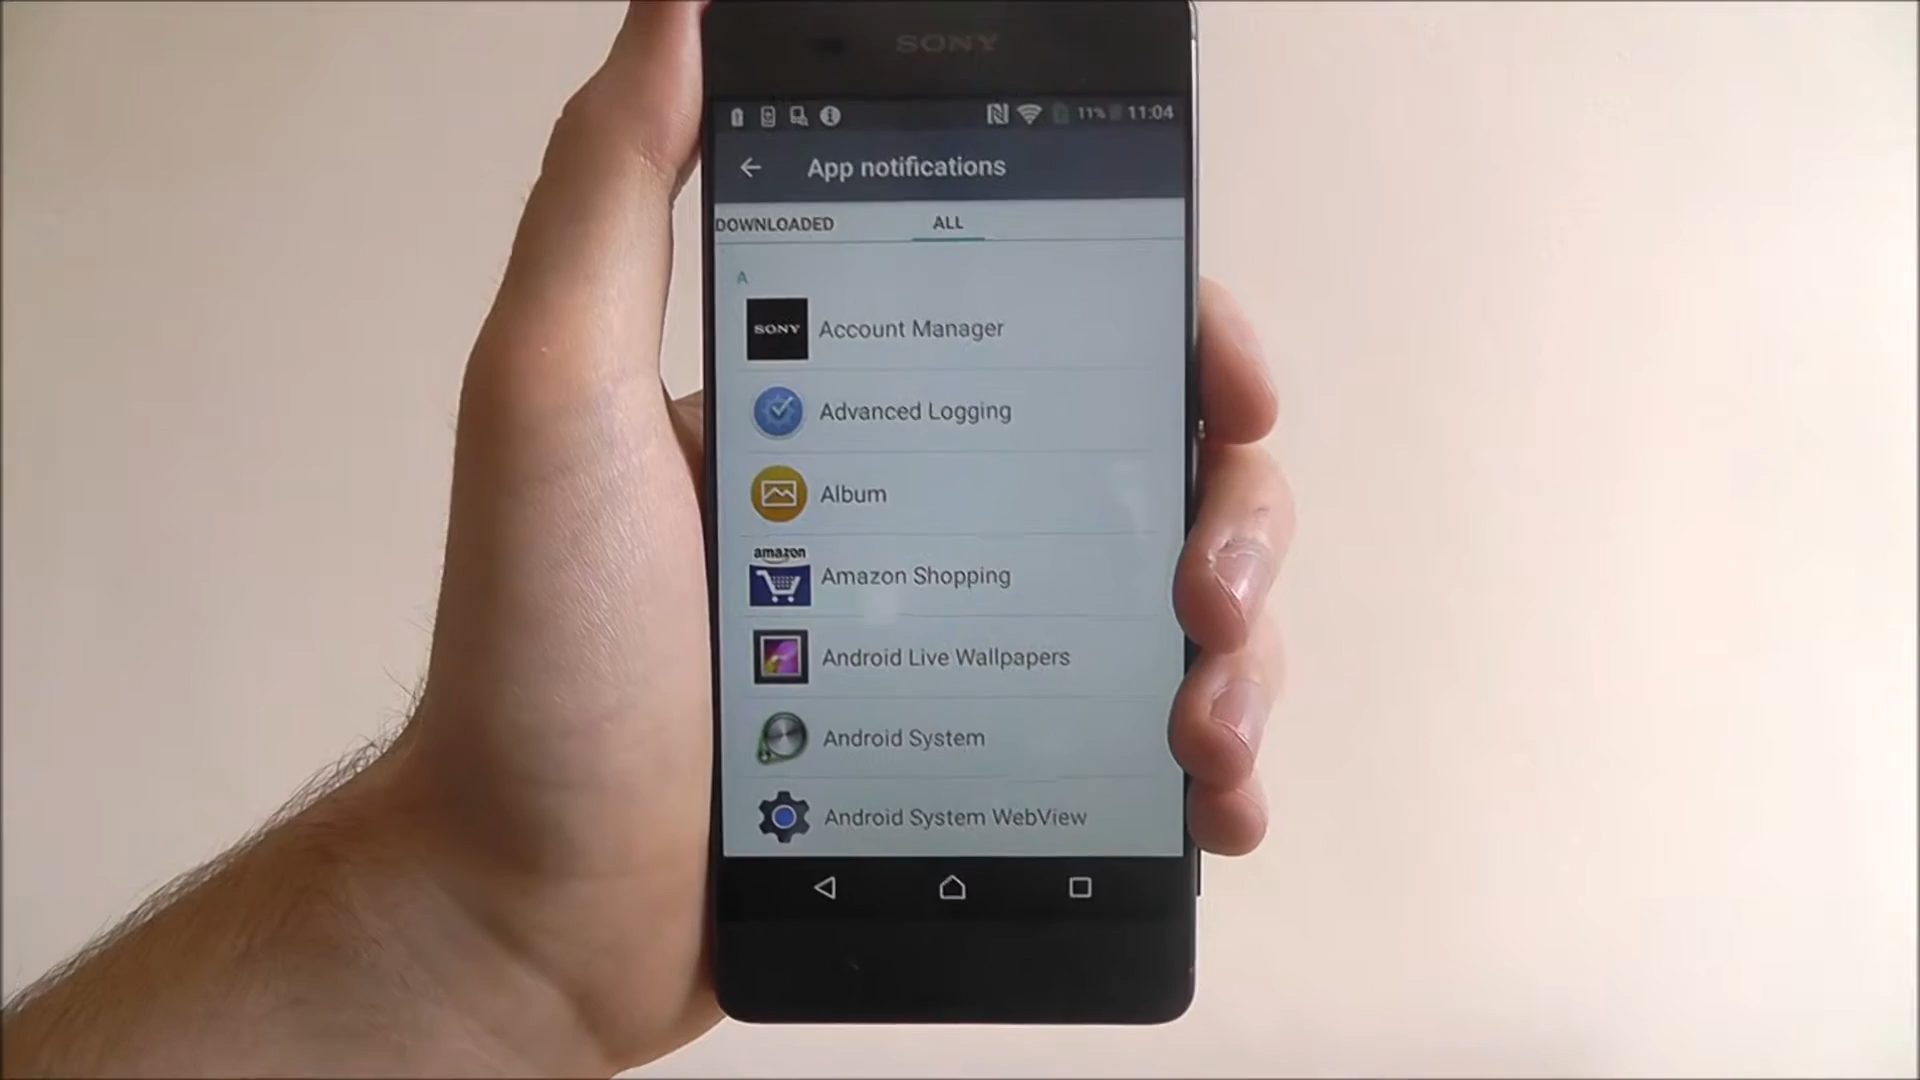 SONY
11% 11:04
App notifications
DOWNLOADED ALL
A
SONY Account Manager
Advanced Logging
Album
amazon
Amazon Shopping
Android Live Wallpapers
Android System
Android System WebView